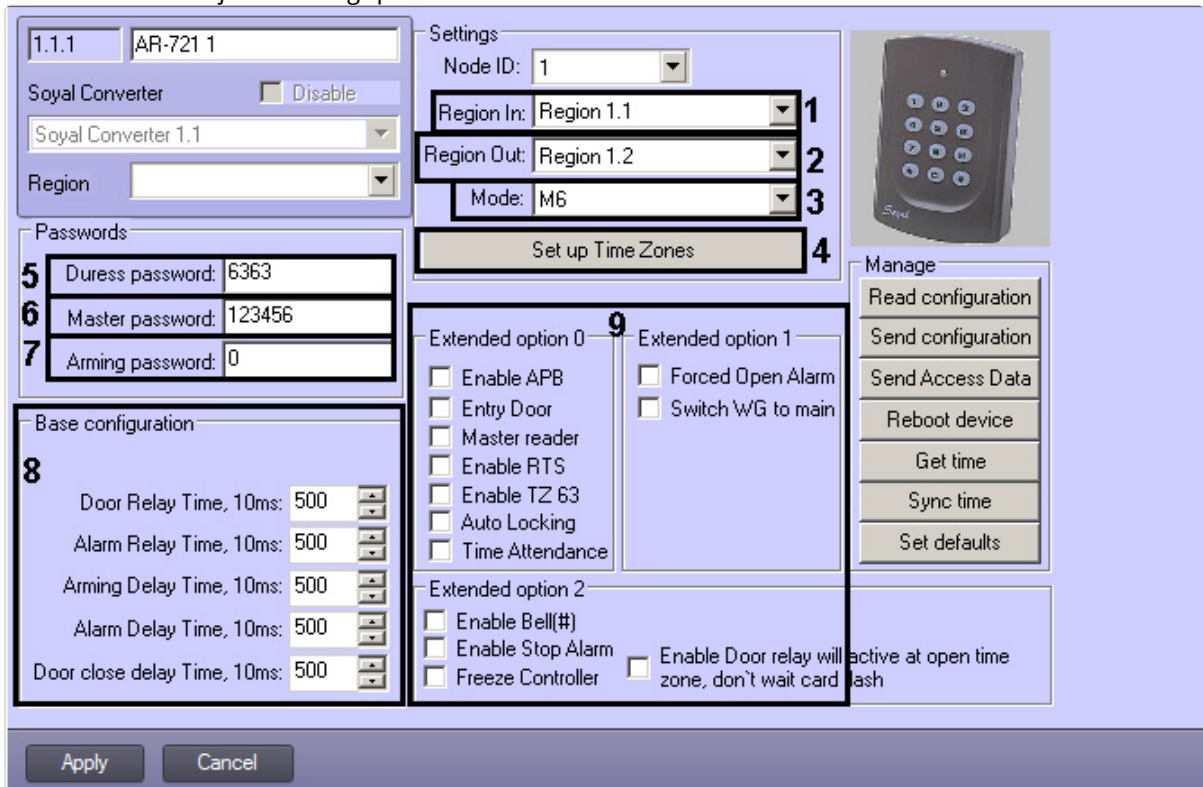 1.1.1 AR-721 1
Soyal Converter Disable
Soyal Converter 1.1
Region
Settings
Node ID: 1
Region In: Region 1.1 1
Region Out: Region 1.2 2
Mode: M6 3
Set up Time Zones 4
Passwords
5 Duress password: 6363
6 Master password: 123456
7 Arming password: 0
Base configuration
8
Door Relay Time, 10ms: 500
Alarm Relay Time, 10ms: 500
Arming Delay Time, 10ms: 500
Alarm Delay Time, 10ms: 500
Door close delay Time, 10ms: 500
9
Extended option 0
Enable APB
Entry Door
Master reader
Enable RTS
Enable TZ 63
Auto Locking
Time Attendance
Extended option 1
Forced Open Alarm
Switch WG to main
Extended option 2
Enable Bell(#)
Enable Stop Alarm
Freeze Controller
Enable Door relay will active at open time
zone, don`t wait card
Soyal
Manage
Read configuration
Send configuration
Send Access Data
Reboot device
Get time
Sync time
Set defaults
Apply Cancel